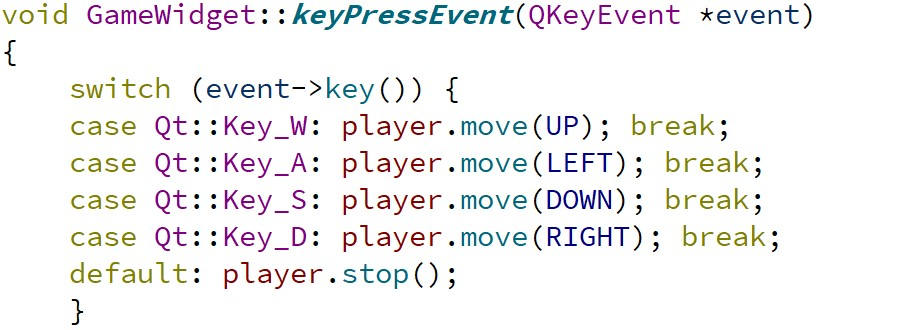 void GameWidget::keyPressEvent(QKeyEvent *event)
{
    switch (event->key()) {
    case Qt::Key_W: player.move(UP); break;
    case Qt::Key_A: player.move(LEFT); break;
    case Qt::Key_S: player.move(DOWN); break;
    case Qt::Key_D: player.move(RIGHT); break;
    default: player.stop();
    }